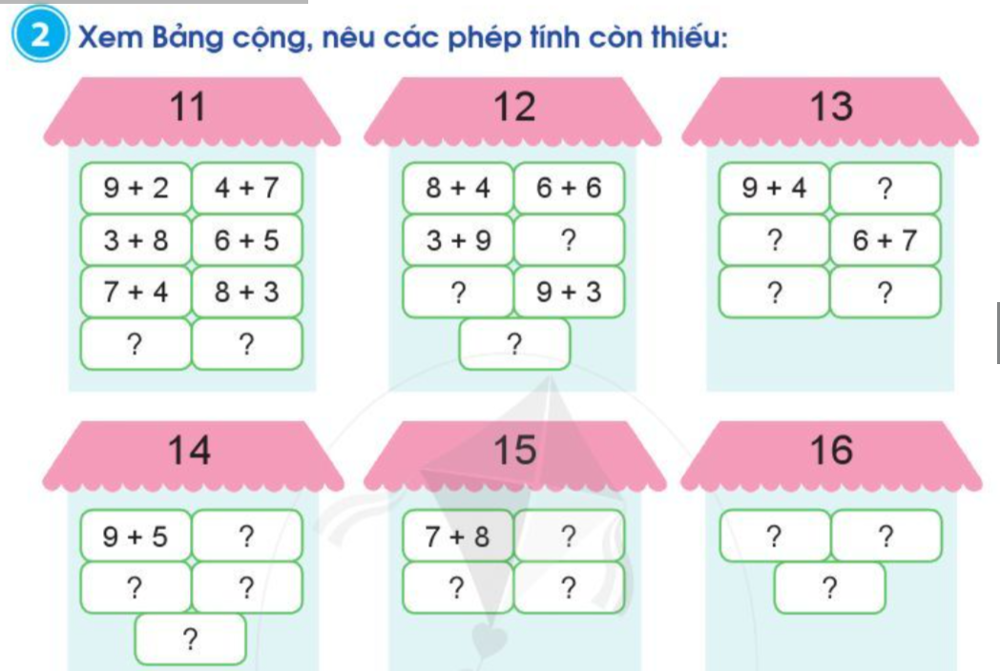 2 Xem Bảng cộng, nêu các phép tính còn thiếu:
11 12 13
9 + 2 4 + 7 8 + 4 6 + 6 9 + 4 ?
3 + 8 6 + 5 3 + 9 ? ? 6 + 7
7 + 4 8 + 3 ? 9 + 3 ? ?
? ? ?
14 15 16
9 + 5 ? 7 + 8 ? ? ?
? ? ? ? ?
?